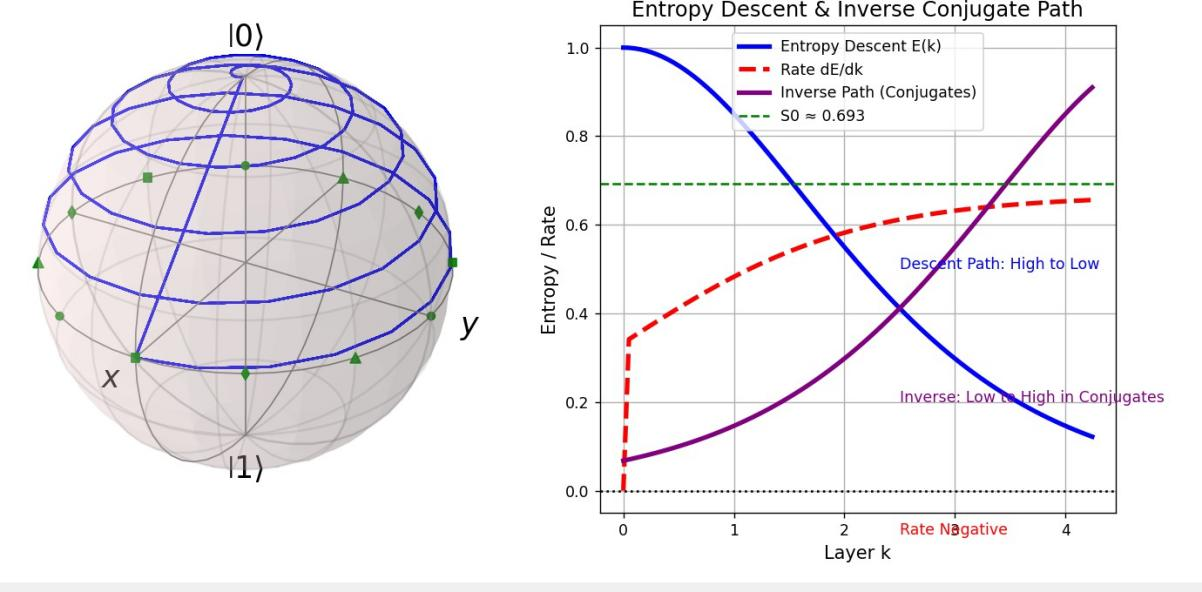 |0⟩
x
y
|1⟩
Entropy Descent & Inverse Conjugate Path
Entropy Descent E(k)
Rate dE/dk
Inverse Path (Conjugates)
S0 ≈ 0.693
Entropy / Rate
1.0
0.8
0.6
0.4
0.2
0.0
Descent Path: High to Low
Inverse: Low to High in Conjugates
Rate Negative
0 1 2 3 4
Layer k